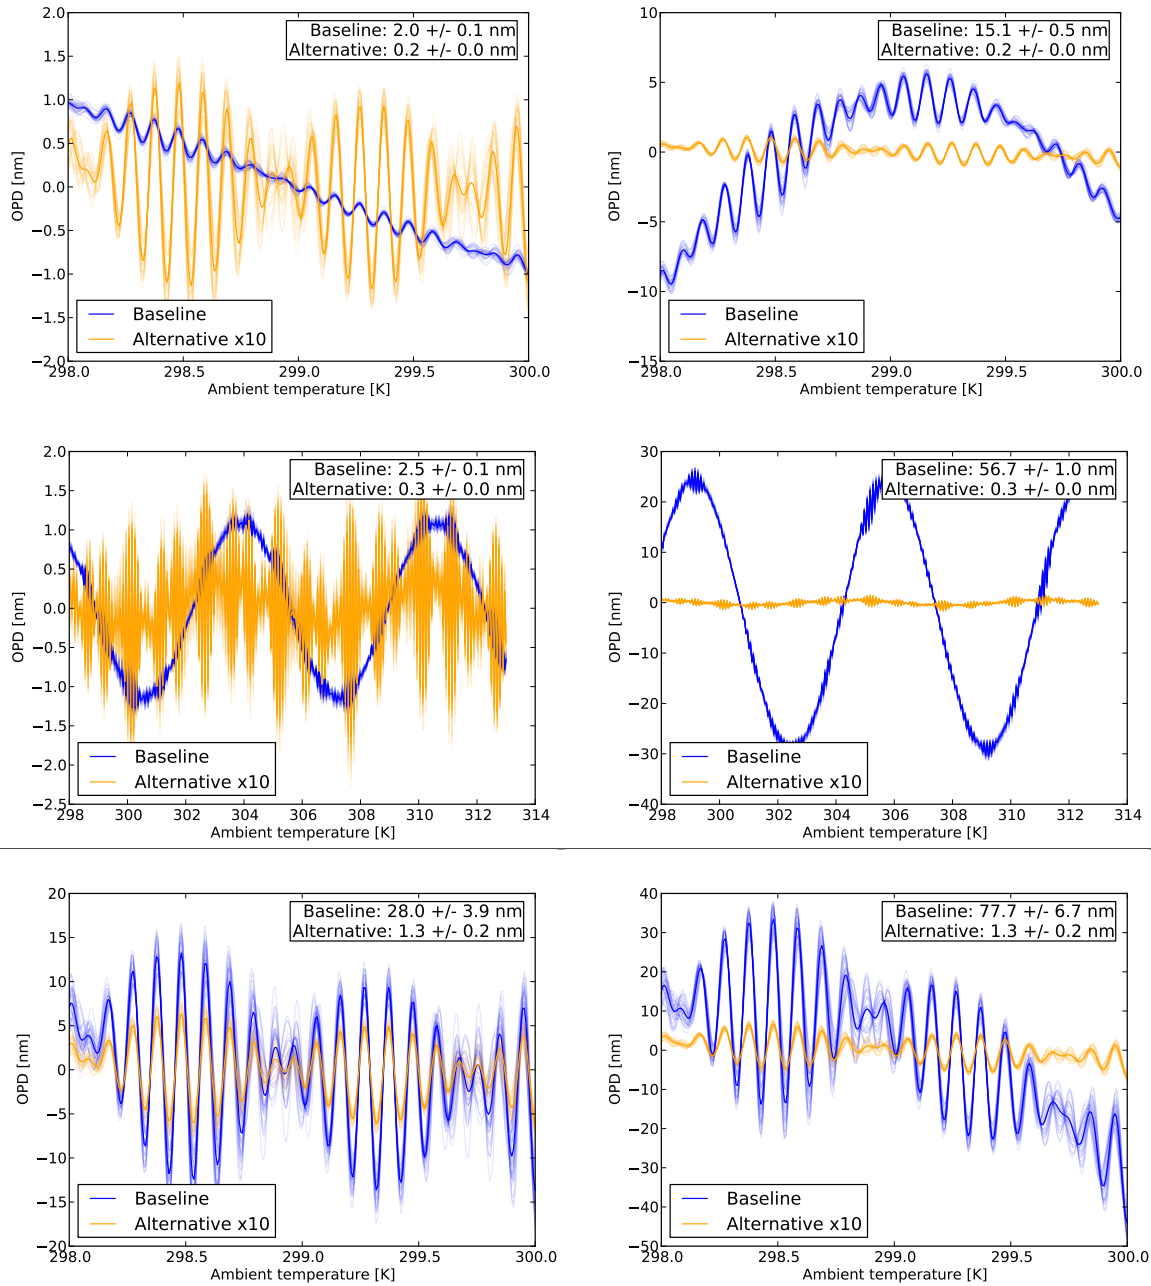 Baseline: 2.0 +/- 0.1 nm
Alternative: 0.2 +/- 0.0 nm
2.0
1.5
1.0
0.5
0.0
−0.5
−1.0
−1.5
−2.0
OPD [nm]
Baseline
Alternative x10
298.0
298.5
299.0
299.5
300.0
Ambient temperature [K]
Baseline: 15.1 +/- 0.5 nm
Alternative: 0.2 +/- 0.0 nm
10
5
0
−5
−10
−15
OPD [nm]
Baseline
Alternative x10
298.0
298.5
299.0
299.5
300.0
Ambient temperature [K]
Baseline: 2.5 +/- 0.1 nm
Alternative: 0.3 +/- 0.0 nm
2.0
1.5
1.0
0.5
0.0
−0.5
−1.0
−1.5
−2.0
−2.5
OPD [nm]
Baseline
Alternative x10
298
300
302
304
306
308
310
312
314
Ambient temperature [K]
Baseline: 56.7 +/- 1.0 nm
Alternative: 0.3 +/- 0.0 nm
30
20
10
0
−10
−20
−30
−40
OPD [nm]
Baseline
Alternative x10
298
300
302
304
306
308
310
312
314
Ambient temperature [K]
Baseline: 28.0 +/- 3.9 nm
Alternative: 1.3 +/- 0.2 nm
20
15
10
5
0
−5
−10
−15
−20
OPD [nm]
Baseline
Alternative x10
298.0
298.5
299.0
299.5
300.0
Ambient temperature [K]
Baseline: 77.7 +/- 6.7 nm
Alternative: 1.3 +/- 0.2 nm
40
30
20
10
0
−10
−20
−30
−40
−50
OPD [nm]
Baseline
Alternative x10
298.0
298.5
299.0
299.5
300.0
Ambient temperature [K]